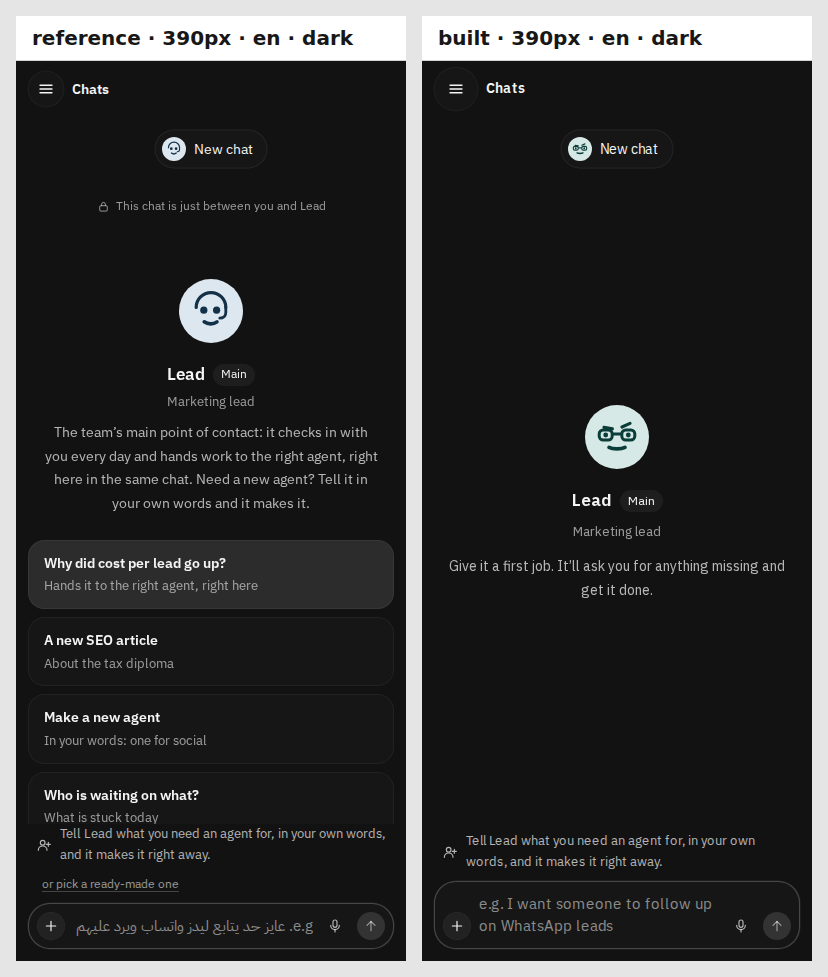 reference · 390px · en · dark
Chats
New chat
This chat is just between you and Lead
Lead Main
Marketing lead
The team's main point of contact: it checks in with
you every day and hands work to the right agent, right
here in the same chat. Need a new agent? Tell it in
your own words and it makes it.
Why did cost per lead go up?
Hands it to the right agent, right here
A new SEO article
About the tax diploma
Make a new agent
In your words: one for social
Who is waiting on what?
What is stuck today
Tell Lead what you need an agent for, in your own words,
and it makes it right away.
or pick a ready-made one
e.g. عايز حد يتابع ليدز واتساب ويرد عليهم
built · 390px · en · dark
Chats
New chat
Lead Main
Marketing lead
Give it a first job. It'll ask you for anything missing and
get it done.
Tell Lead what you need an agent for, in your own
words, and it makes it right away.
e.g. I want someone to follow up
on WhatsApp leads